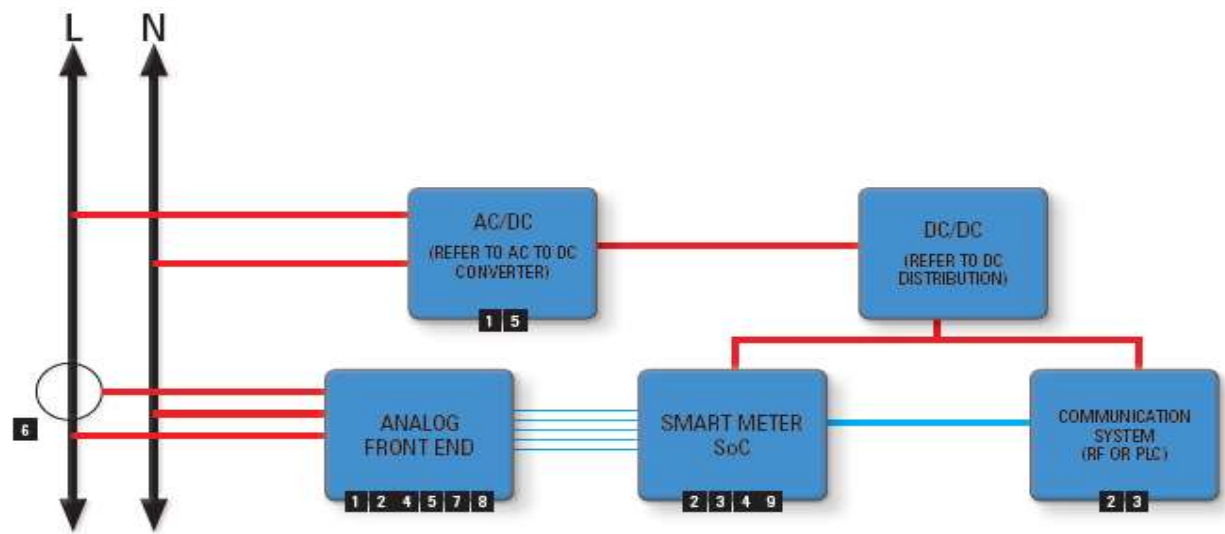 L N
AC/DC
(REFER TO AC TO DC
CONVERTER)
1 5
DC/DC
(REFER TO DC
DISTRIBUTION)
6
ANALOG
FRONT END
1 2 4 5 7 8
SMART METER
SoC
2 3 4 9
COMMUNICATION
SYSTEM
(RF OR PLC)
2 3